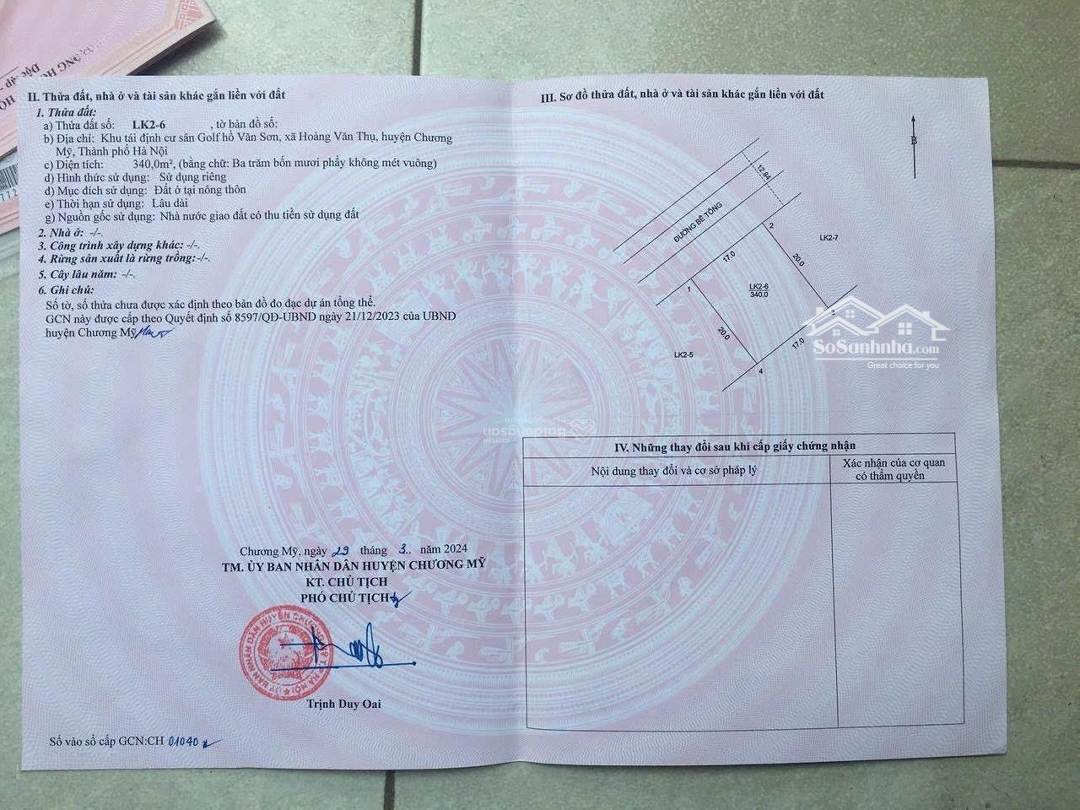 II. Thửa đất, nhà ở và tài sản khác gắn liền với đất
1. Thửa đất:
a) Thửa đất số: LK2-6 , tờ bản đồ số:
b) Địa chỉ: Khu tái định cư sân Golf hồ Văn Sơn, xã Hoàng Văn Thụ, huyện Chương
Mỹ, Thành phố Hà Nội
c) Diện tích: 340,0m², (bằng chữ: Ba trăm bốn mươi phẩy không mét vuông)
d) Hình thức sử dụng: Sử dụng riêng
đ) Mục đích sử dụng: Đất ở tại nông thôn
e) Thời hạn sử dụng: Lâu dài
g) Nguồn gốc sử dụng: Nhà nước giao đất có thu tiền sử dụng đất
2. Nhà ở: -/-.
3. Công trình xây dựng khác: -/-.
4. Rừng sản xuất là rừng trồng: -/-.
5. Cây lâu năm: -/-.
6. Ghi chú:
Số tờ, số thửa chưa được xác định theo bản đồ đo đạc dự án tổng thể.
GCN này được cấp theo Quyết định số 8597/QĐ-UBND ngày 21/12/2023 của UBND
huyện Chương Mỹ
Chương Mỹ, ngày 29 tháng 3.. năm 2024
TM. ỦY BAN NHÂN DÂN HUYỆN CHƯƠNG MỸ
KT. CHỦ TỊCH
PHÓ CHỦ TỊCH
Trịnh Duy Oai
Số vào sổ cấp GCN:CH 01040
III. Sơ đồ thửa đất, nhà ở và tài sản khác gắn liền với đất
B
12.84
ĐƯỜNG BÊ TÔNG
2
LK2-7
17.0
20.0
1
LK2-6
340.0
3
20.0
17.0
LK2-5
4
SoSanhnha.com
Great choice for you
batdongsan
IV. Những thay đổi sau khi cấp giấy chứng nhận
Nội dung thay đổi và cơ sở pháp lý
Xác nhận của cơ quan
có thẩm quyền